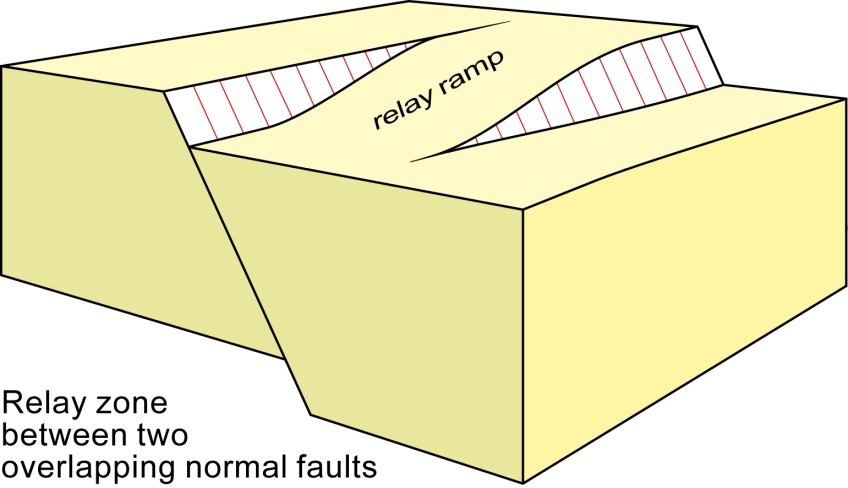 relay ramp
Relay zone
between two
overlapping normal faults